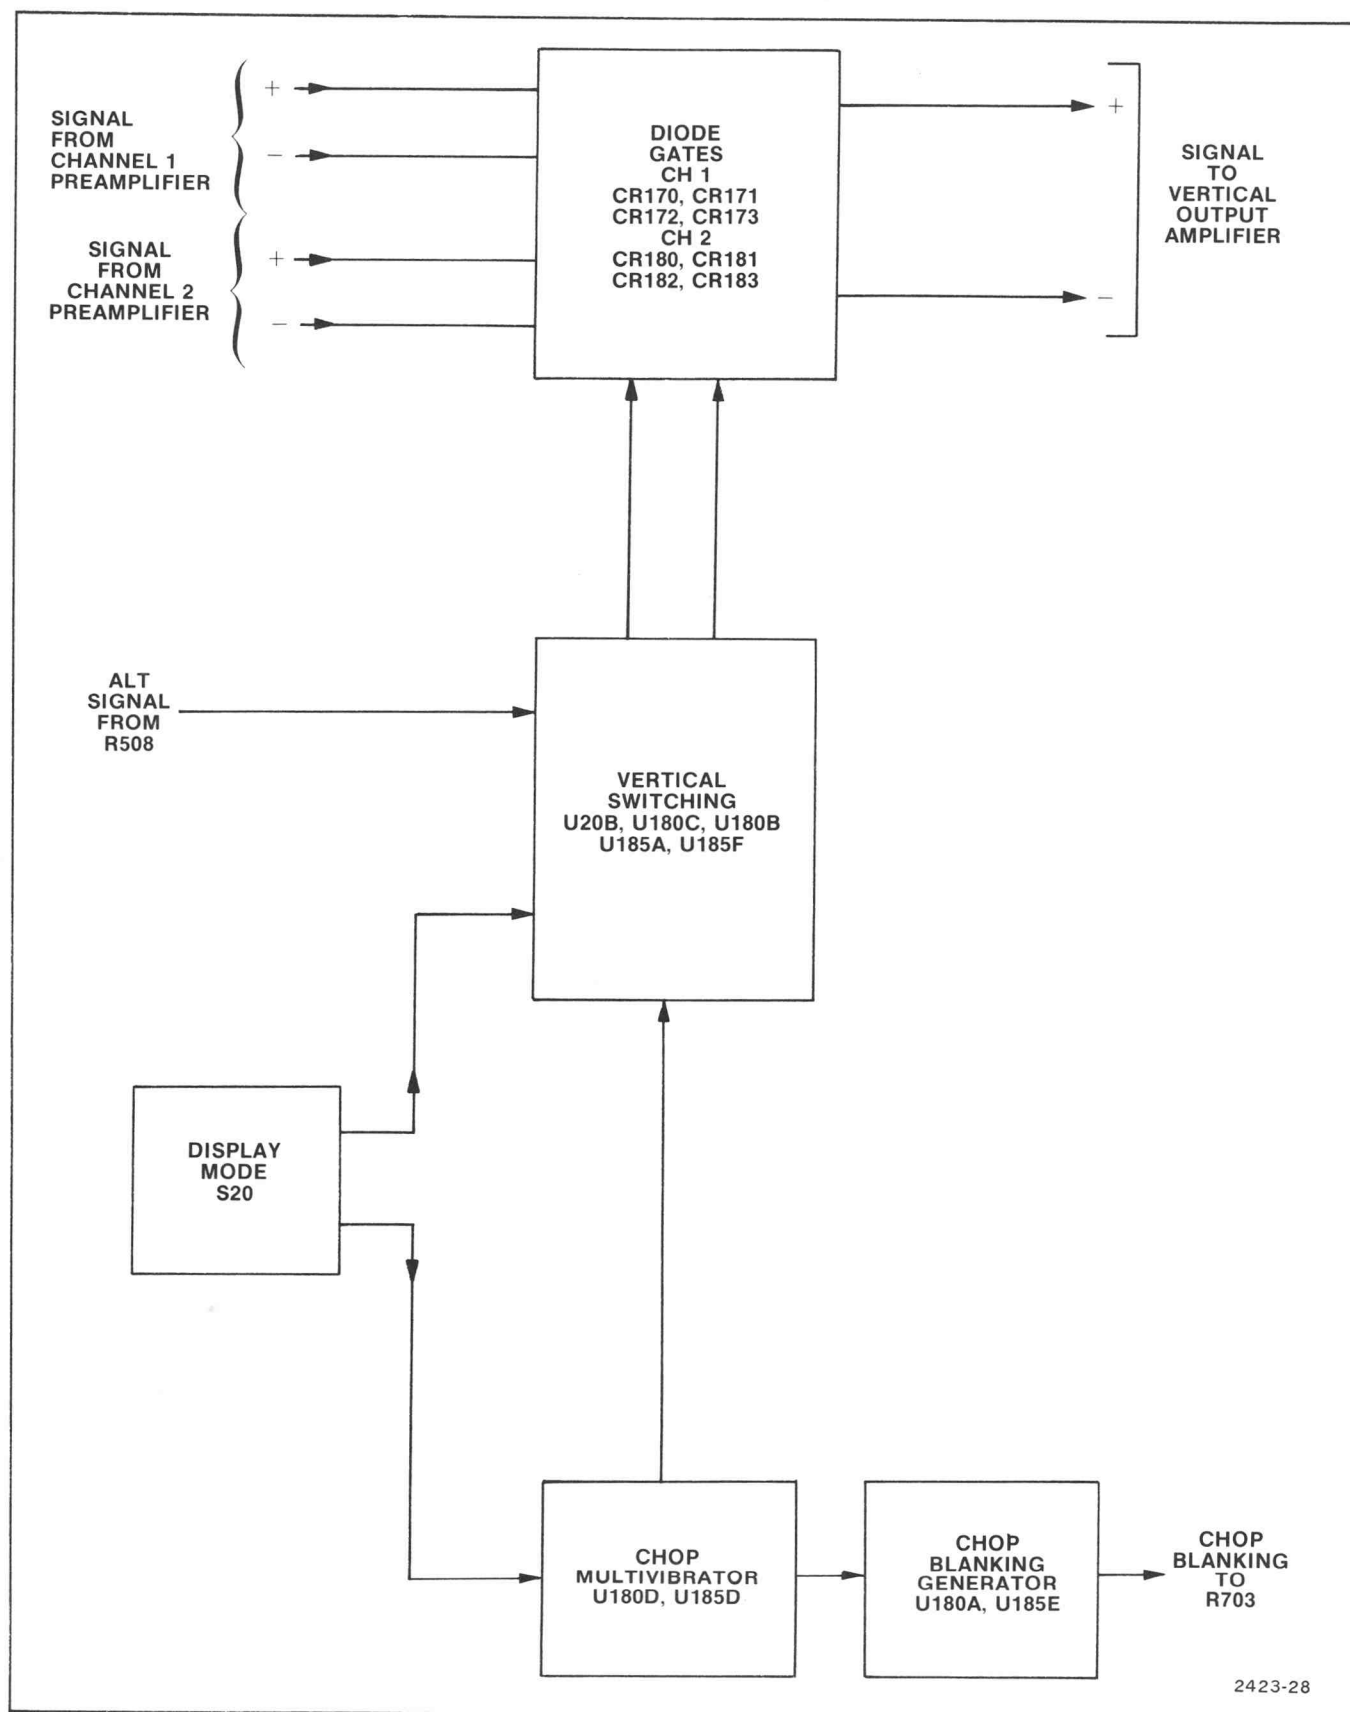 SIGNAL
FROM
CHANNEL 1
PREAMPLIFIER
+
−
SIGNAL
FROM
CHANNEL 2
PREAMPLIFIER
+
−
DIODE
GATES
CH 1
CR170, CR171
CR172, CR173
CH 2
CR180, CR181
CR182, CR183
+
−
SIGNAL
TO
VERTICAL
OUTPUT
AMPLIFIER
ALT
SIGNAL
FROM
R508
VERTICAL
SWITCHING
U20B, U180C, U180B
U185A, U185F
DISPLAY
MODE
S20
CHOP
MULTIVIBRATOR
U180D, U185D
CHOP
BLANKING
GENERATOR
U180A, U185E
CHOP
BLANKING
TO
R703
2423-28